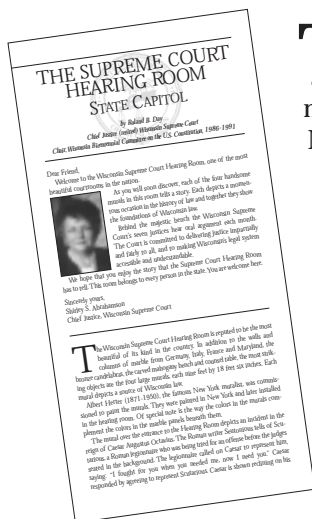 THE SUPREME COURT
HEARING ROOM
STATE CAPITOL
by Roland B. Day
Chief Justice (retired) Wisconsin Supreme Court
Chair, Wisconsin Bicentennial Committee on the U.S. Constitution, 1986-1991
Dear Friend,
Welcome to the Wisconsin Supreme Court Hearing Room, one of the most
beautiful courtrooms in the nation.
As you will soon discover, each of the four handsome
murals in this room tells a story. Each depicts a momen-
tous occasion in the history of law and together they show
the foundations of Wisconsin law.
Behind the majestic bench the Wisconsin Supreme
Court's seven justices hear oral argument each month.
The Court is committed to delivering justice impartially
and fairly to all, and to making Wisconsin's legal system
accessible and understandable.
We hope that you enjoy the story that the Supreme Court Hearing Room
has to tell. This room belongs to every person in the state. You are welcome here.
Sincerely yours,
Shirley S. Abrahamson
Chief Justice, Wisconsin Supreme Court
The Wisconsin Supreme Court Hearing Room is reputed to be the most
beautiful of its kind in the country. In addition to the walls and
columns of marble from Germany, Italy, France and Maryland, the
bronze candelabras, the carved mahogany bench and counsel table, the most strik-
ing objects are the four large murals, each nine feet by 18 feet six inches. Each
mural depicts a source of Wisconsin law.
Albert Herter (1871-1950), the famous New York muralist, was commis-
sioned to paint the murals. They were painted in New York and later installed
in the hearing room. Of special note is the way the colors in the murals com-
plement the colors in the marble panels beneath them.
The mural over the entrance to the Hearing Room depicts an incident in the
reign of Caesar Augustus Octavius. The Roman writer Seutonius tells of Scu-
tarious, a Roman legionnaire who was being tried for an offense before the judges
seated in the background. The legionnaire called on Caesar to represent him,
saying: "I fought for you when you needed me, now I need you." Caesar
responded by agreeing to represent Scutarious. Caesar is shown reclining on his